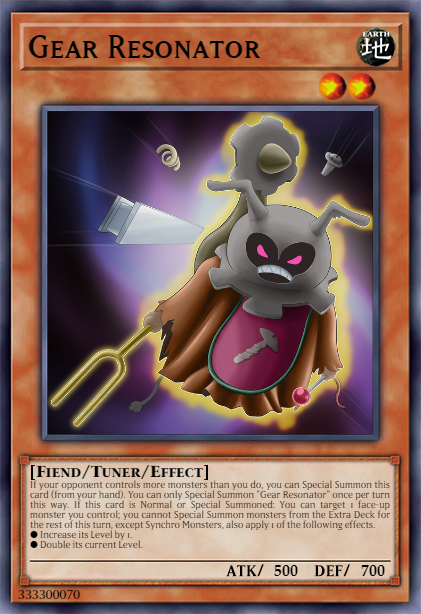 Gear Resonator
EARTH
地
[Fiend/Tuner/Effect]
If your opponent controls more monsters than you do, you can Special Summon this
card (from your hand). You can only Special Summon "Gear Resonator" once per turn
this way. If this card is Normal or Special Summoned: You can target 1 face-up
monster you control; you cannot Special Summon monsters from the Extra Deck for
the rest of this turn, except Synchro Monsters, also apply 1 of the following effects.
● Increase its Level by 1.
● Double its current Level.
ATK/ 500 DEF/ 700
333300070